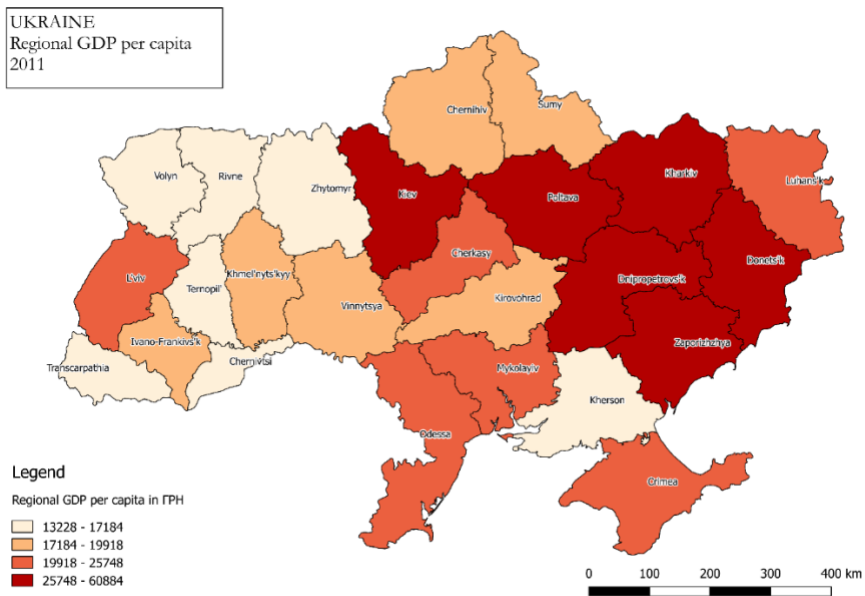 UKRAINE
Regional GDP per capita
2011
Chernihiv
Sumy
Volyn
Rivne
Zhytomyr
Kiev
Poltava
Kharkiv
Luhans'k
L'viv
Ternopil'
Khmel'nyts'kyy
Cherkasy
Donets'k
Dnipropetrovs'k
Vinnytsya
Kirovohrad
Ivano-Frankivs'k
Zaporizhzhya
Transcarpathia
Chernivtsi
Mykolayiv
Kherson
Odessa
Crimea
Legend
Regional GDP per capita in ГРН
13228 - 17184
17184 - 19918
19918 - 25748
25748 - 60884
0 100 200 300 400 km